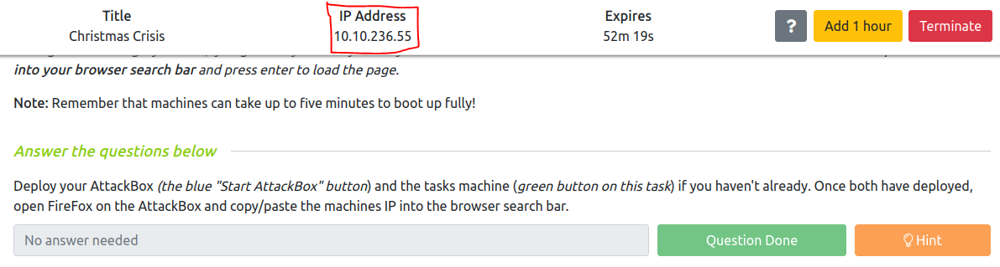 Title
IP Address
Expires
Christmas Crisis
10.10.236.55
52m 19s
?
Add 1 hour
Terminate
into your browser search bar and press enter to load the page.
Note: Remember that machines can take up to five minutes to boot up fully!
Answer the questions below
Deploy your AttackBox (the blue "Start AttackBox" button) and the tasks machine (green button on this task) if you haven't already. Once both have deployed,
open FireFox on the AttackBox and copy/paste the machines IP into the browser search bar.
No answer needed
Question Done
Hint